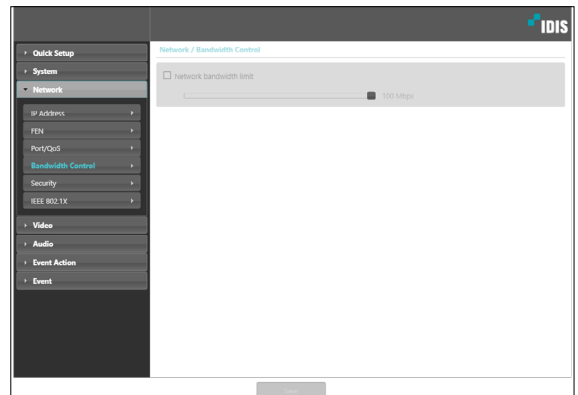 IDIS
Quick Setup
System
Network
IP Address
FEN
Port/QoS
Bandwidth Control
Security
IEEE 802.1X
Video
Audio
Event Action
Event
Network / Bandwidth Control
Network bandwidth limit
100 Mbps